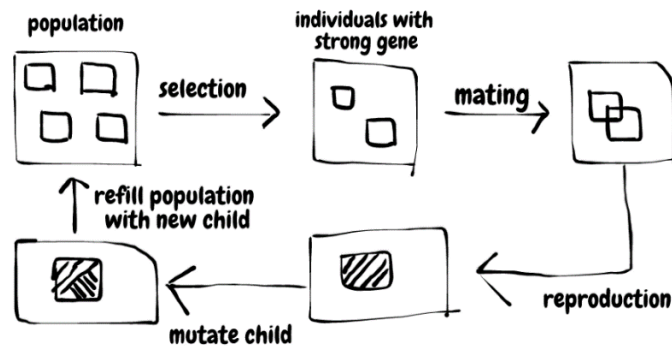 population
individuals with
strong gene
selection
mating
refill population
with new child
mutate child
reproduction